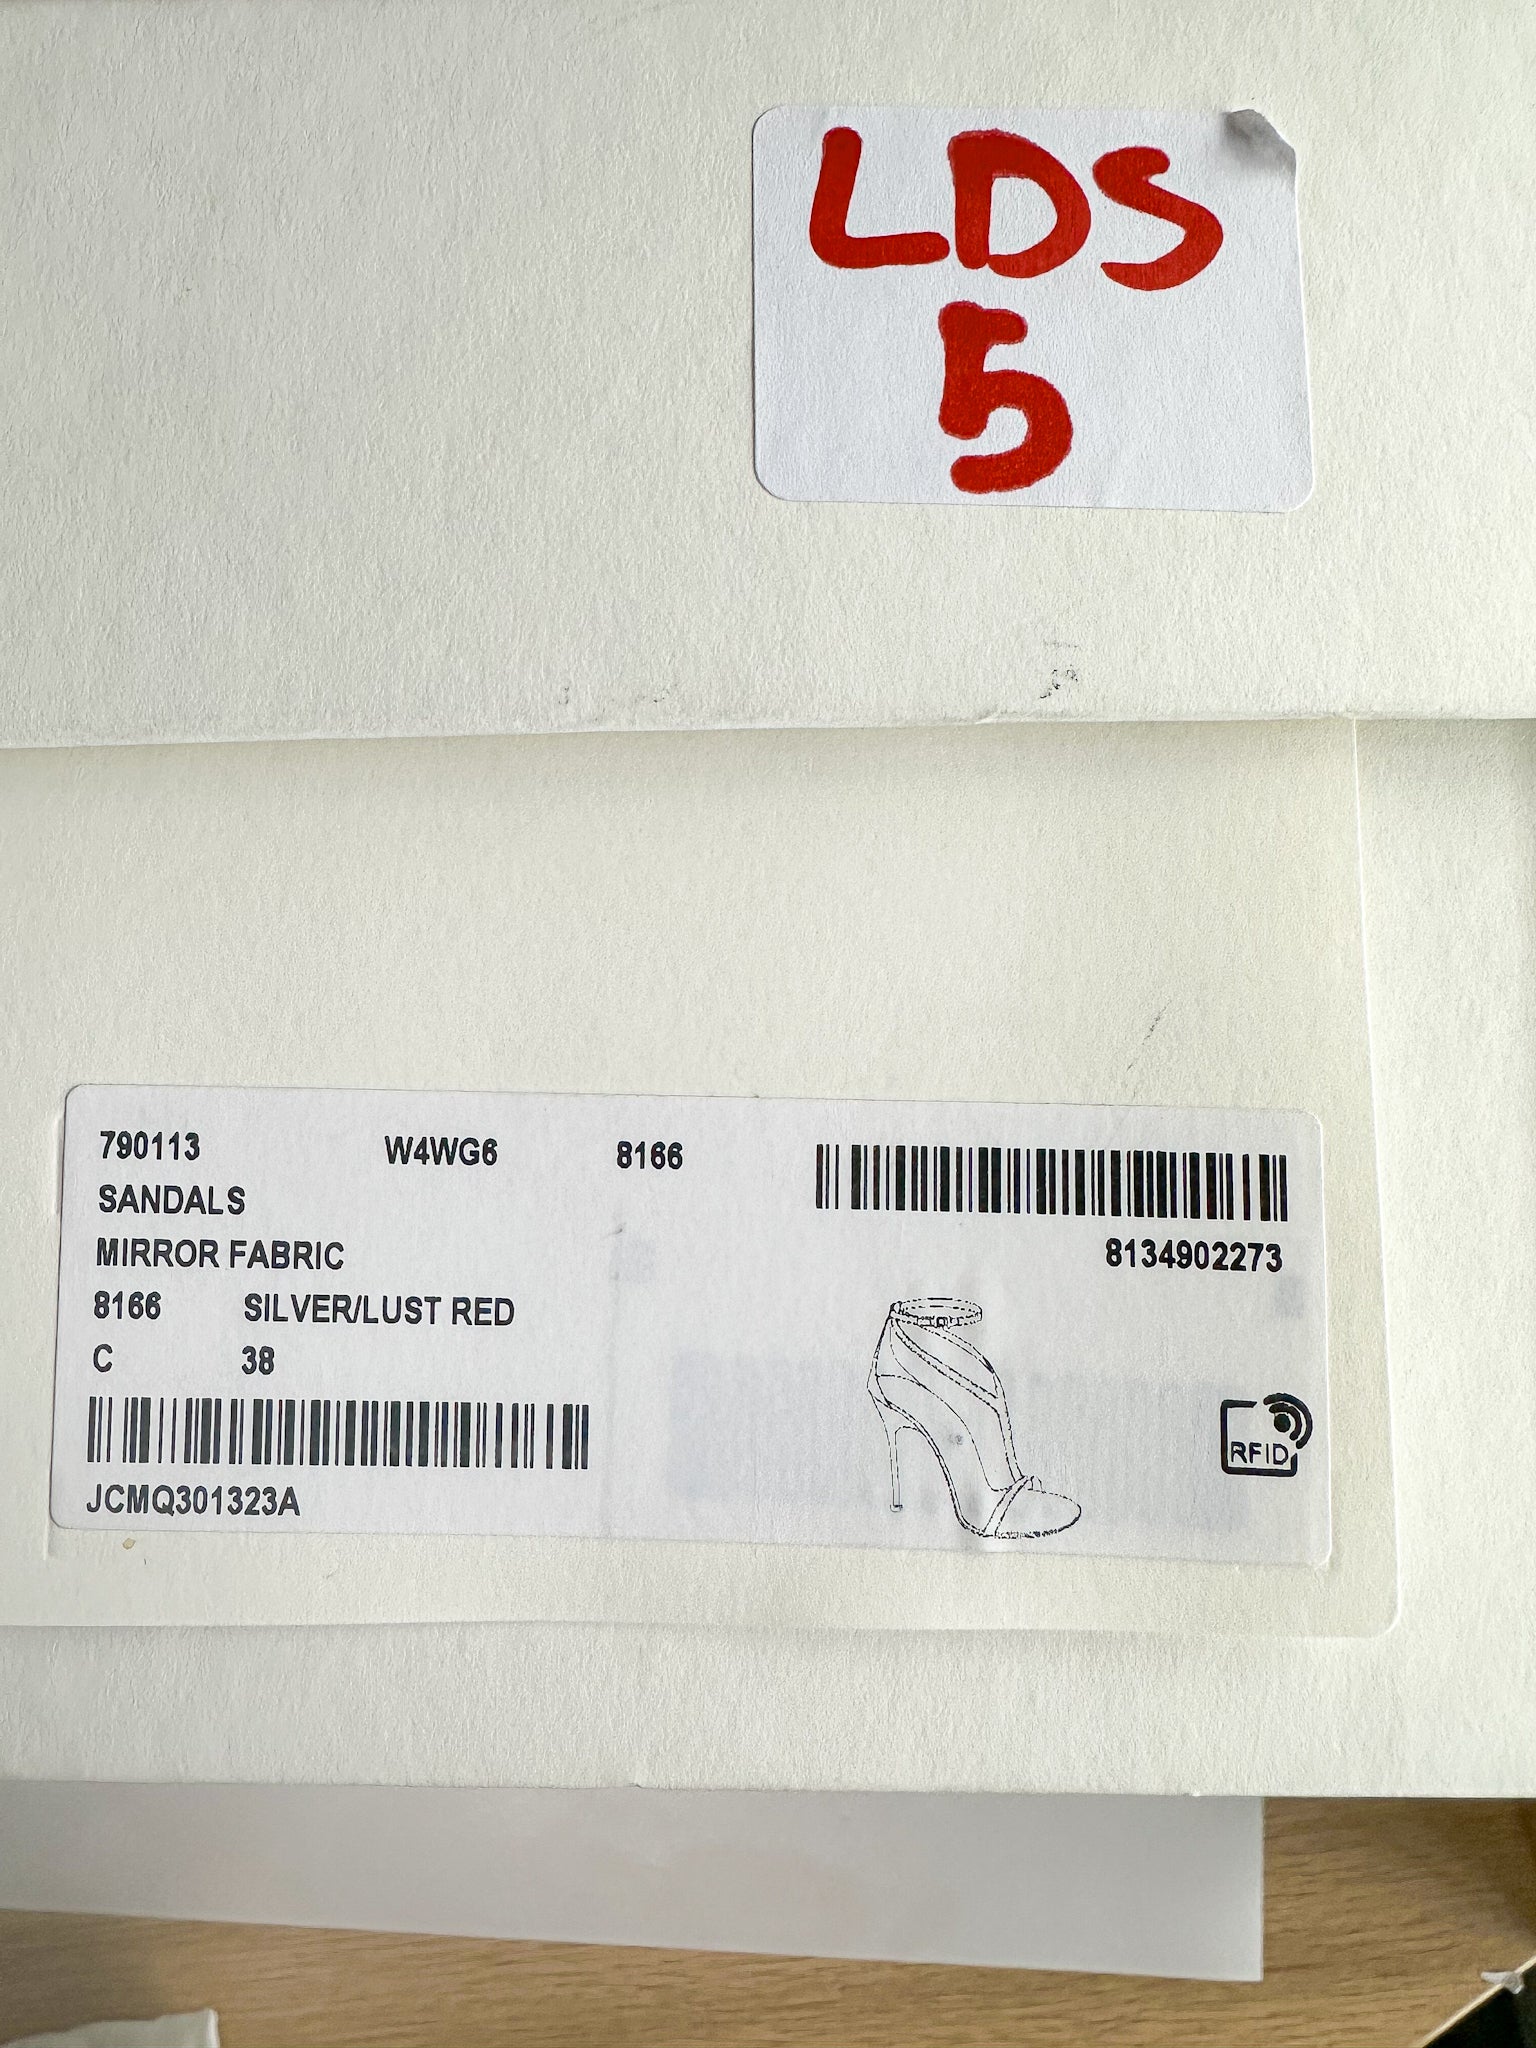 LDS
5
790113 W4WG6 8166
SANDALS
MIRROR FABRIC
8166 SILVER/LUST RED
C 38
JCMQ301323A
8134902273
RFID